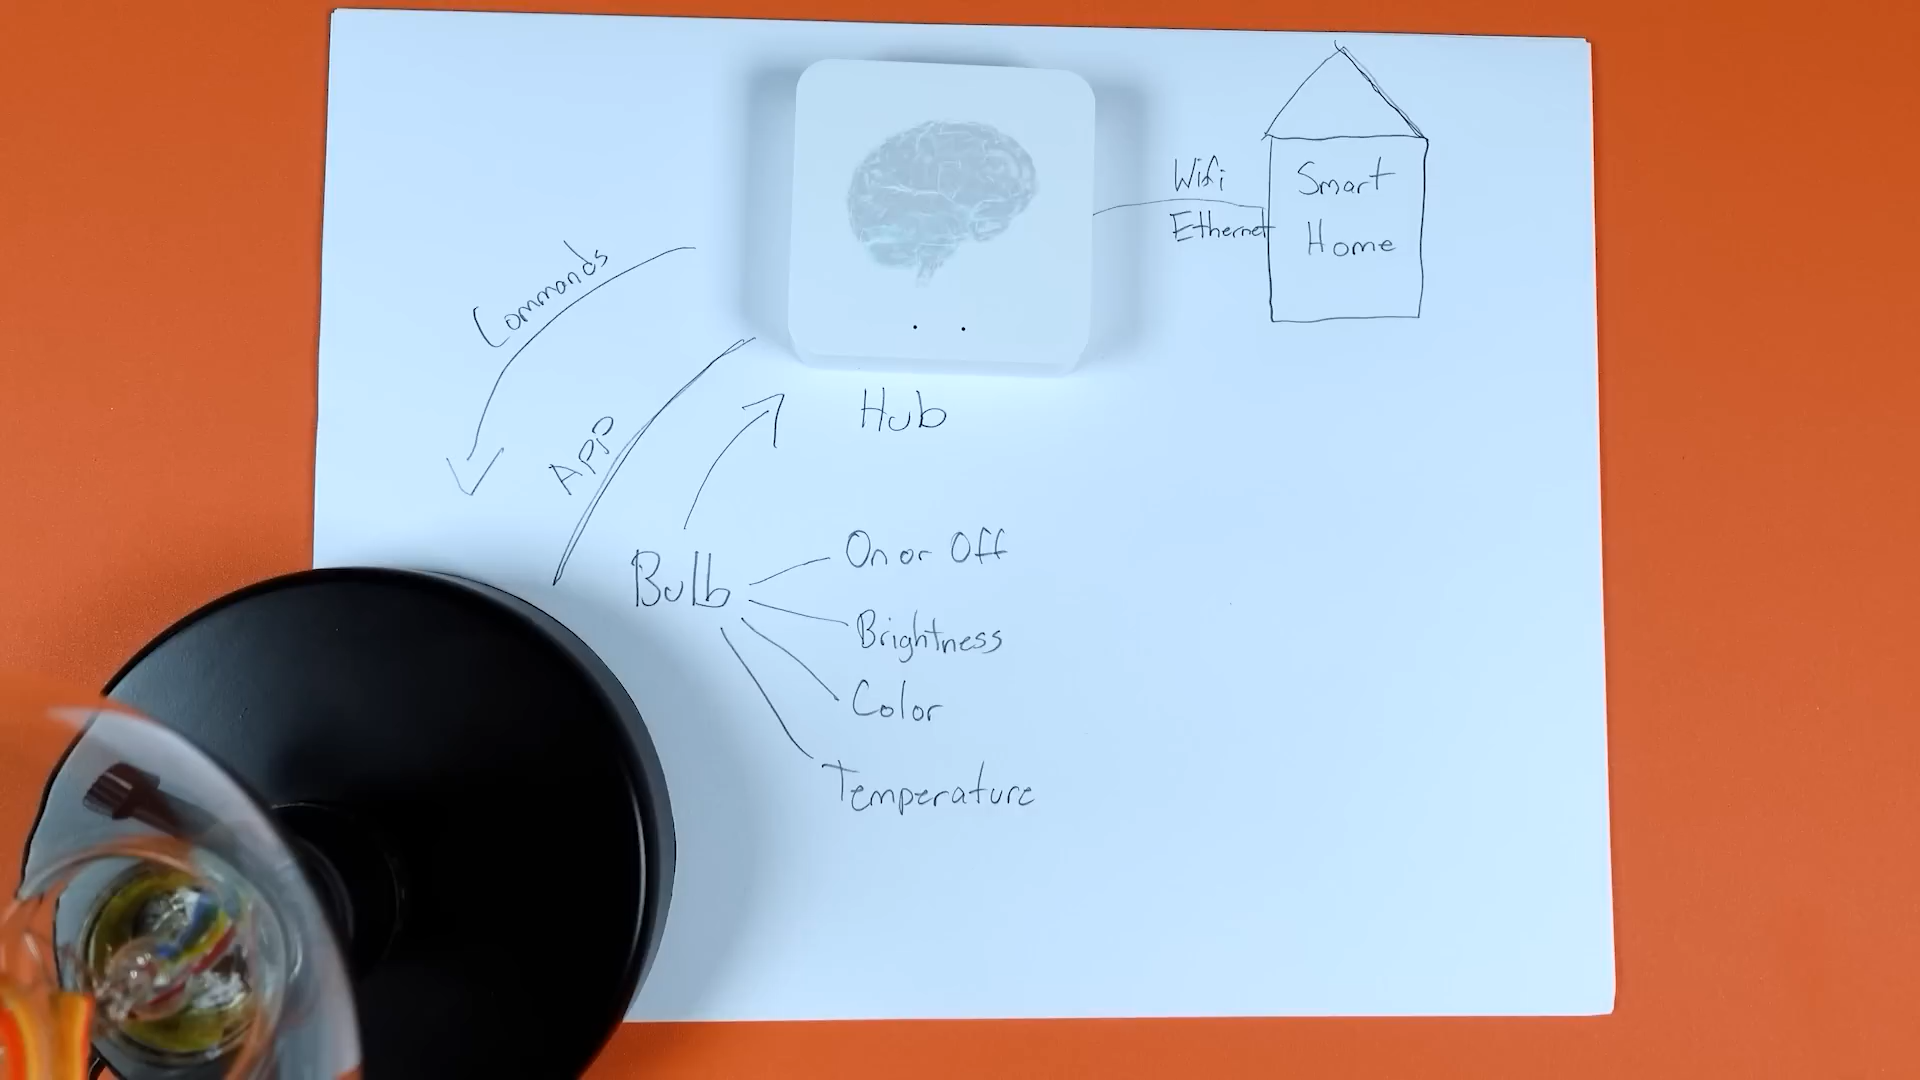 Wifi
Ethernet
Smart
Home
Commands
APP
Hub
Bulb
On or Off
Brightness
Color
Temperature